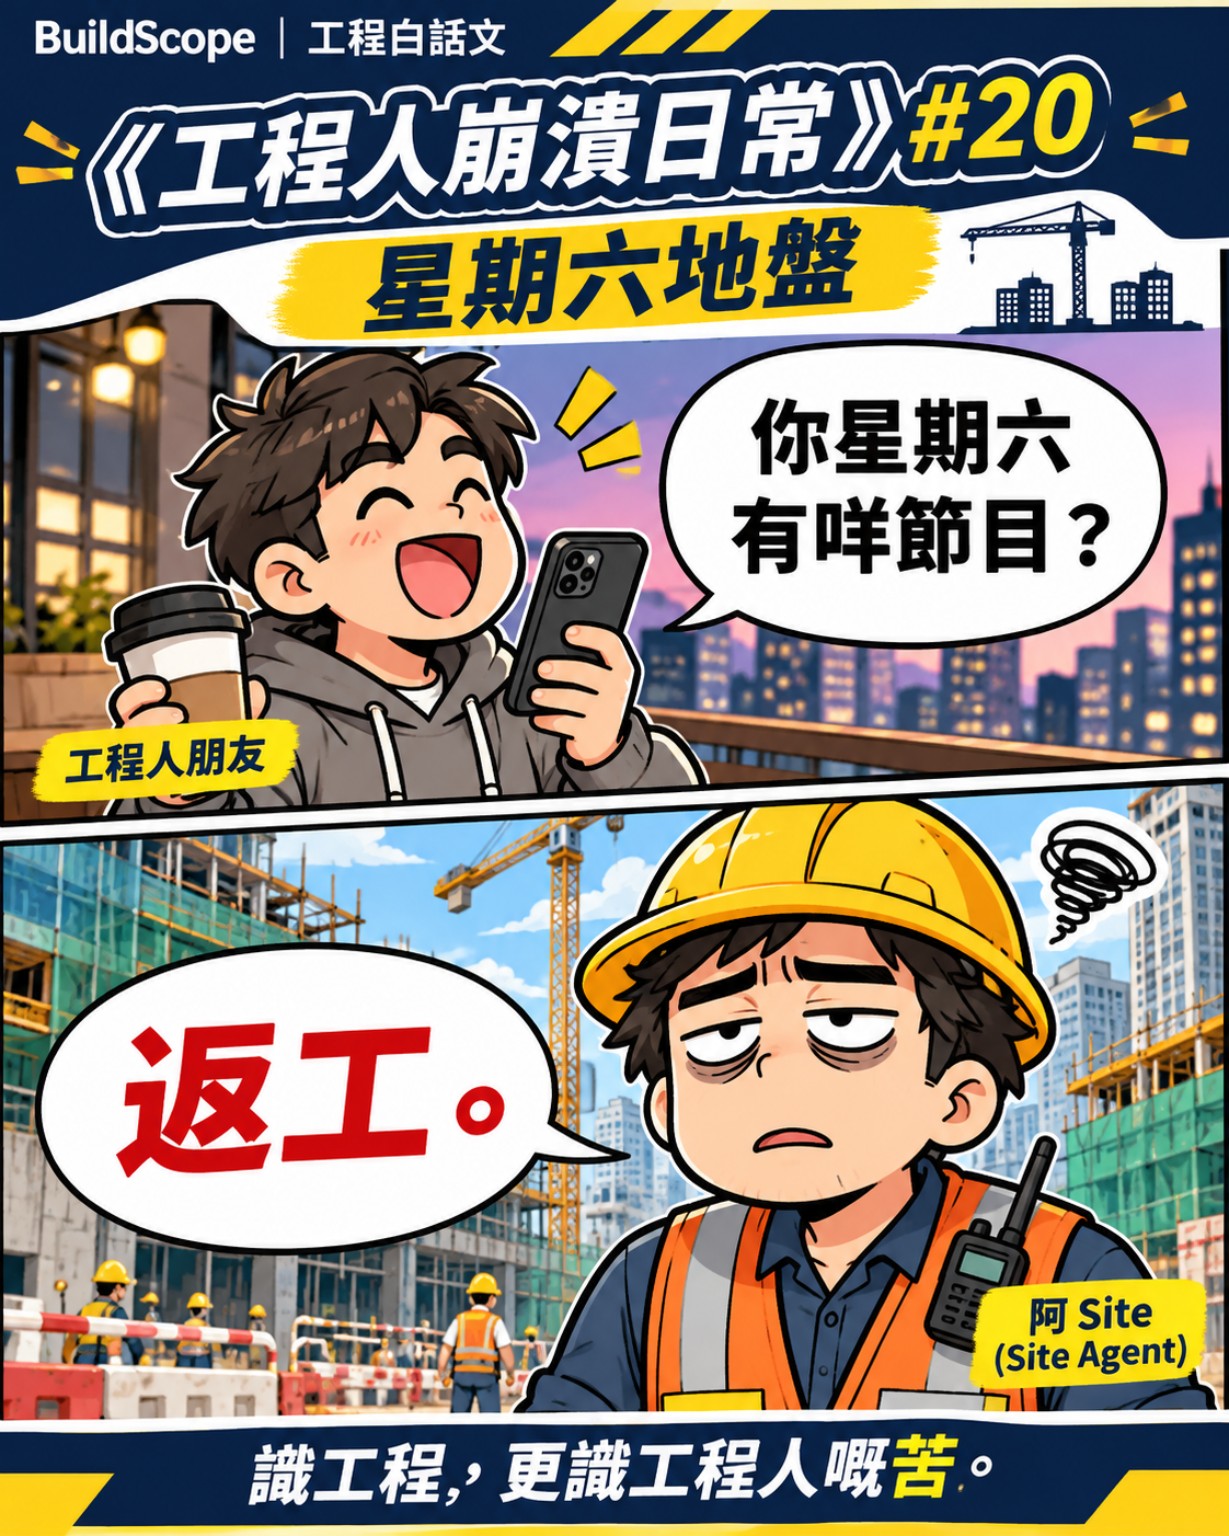 BuildScope | 工程白話文
《工程人崩潰日常》#20
星期六地盤
你星期六
有咩節目？
工程人朋友
返工。
阿 Site
(Site Agent)
識工程，，更識工程人嘅苦。